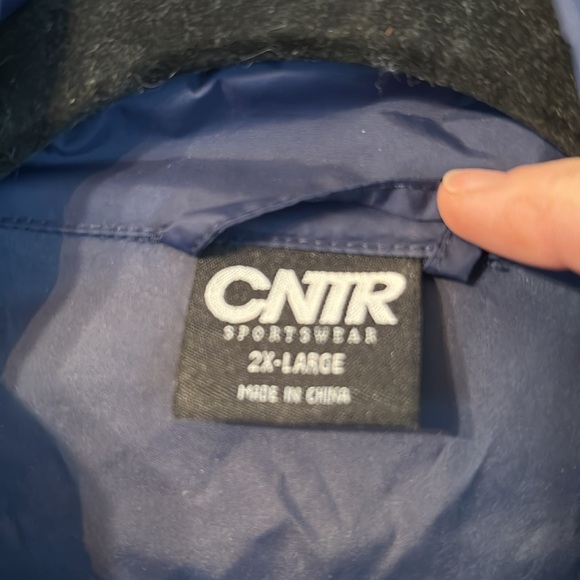 CNTR
SPORTSWEAR
2X-LARGE
MADE IN CHINA